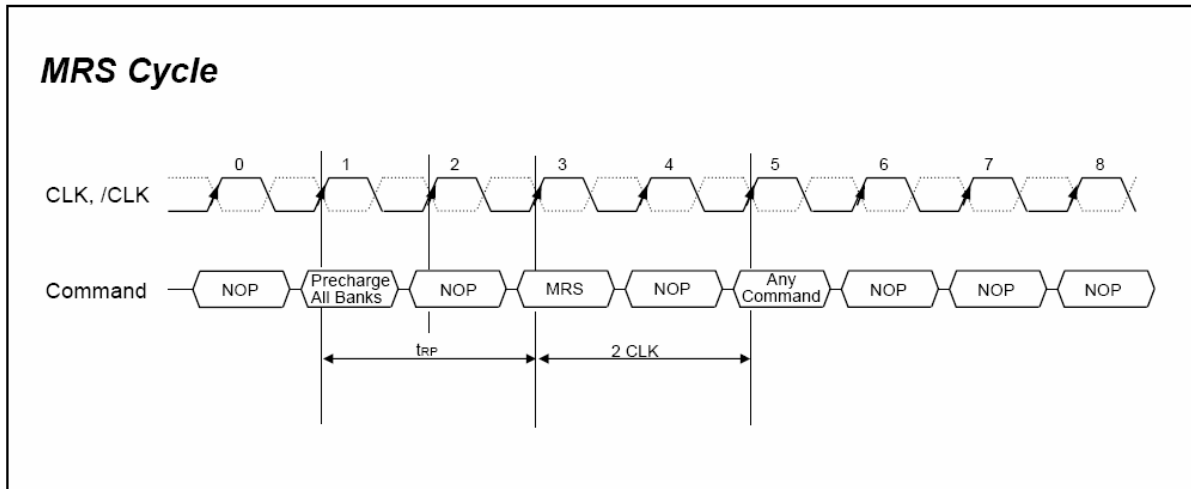 MRS Cycle
0 1 2 3 4 5 6 7 8
CLK, /CLK
Command
NOP
Precharge
All Banks
NOP
MRS
NOP
Any
Command
NOP
NOP
NOP
tRP
2 CLK